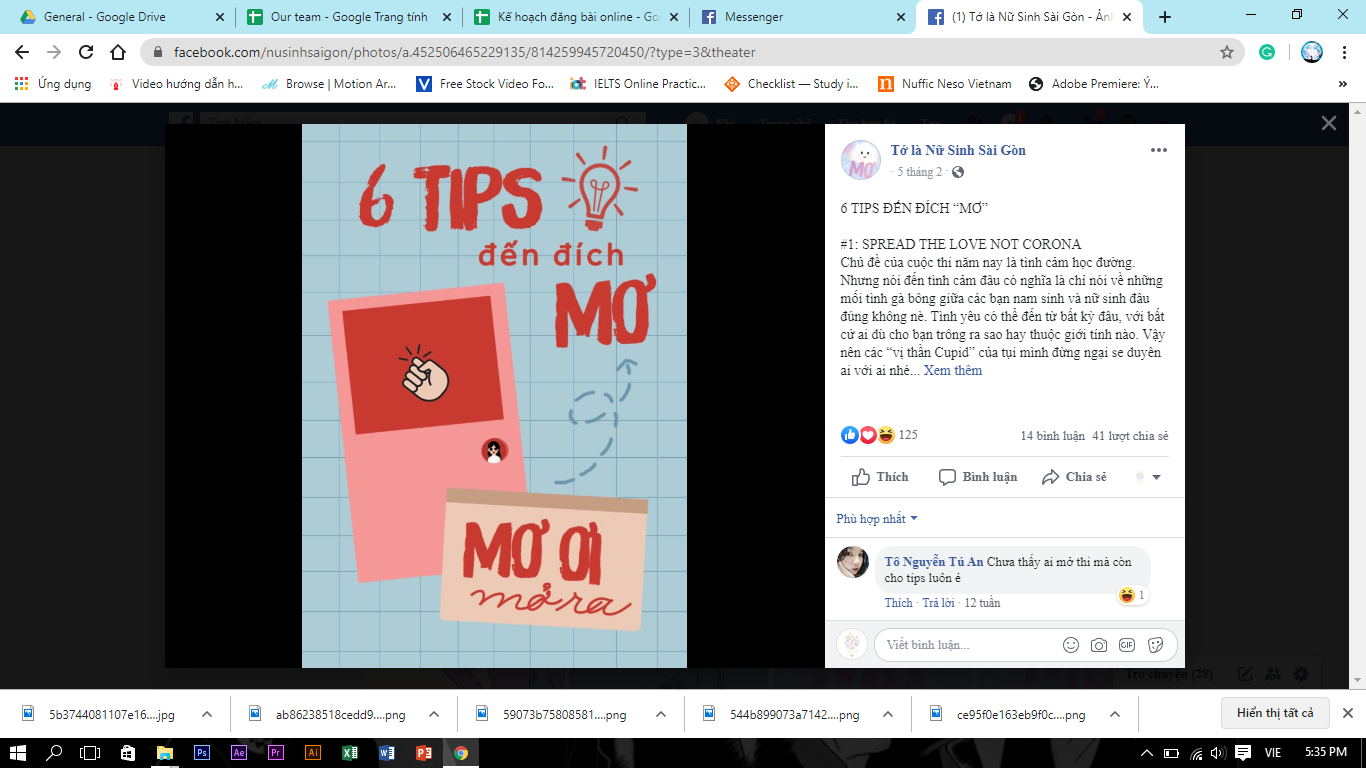 General - Google Drive
Our team - Google Trang tính
Kế hoạch đăng bài online - Go
Messenger
(1) Tớ là Nữ Sinh Sài Gòn - Ản
facebook.com/nusinhsaigon/photos/a.452506465229135/814259945720450/?type=3&theater
Ứng dụng
Video hướng dẫn h...
Browse | Motion Ar...
Free Stock Video Fo...
IELTS Online Practic...
Checklist — Study i...
Nuffic Neso Vietnam
Adobe Premiere: Ý...
6 TIPS
đến đích
MƠ
MƠ ƠI
mở ra
MƠ
Tớ là Nữ Sinh Sài Gòn
· 5 tháng 2 ·
6 TIPS ĐẾN ĐÍCH “MƠ”
#1: SPREAD THE LOVE NOT CORONA
Chủ đề của cuộc thi năm nay là tình cảm học đường.
Nhưng nói đến tình cảm đâu có nghĩa là chỉ nói về những
mối tình gà bông giữa các bạn nam sinh và nữ sinh đâu
đúng không nè. Tình yêu có thể đến từ bất kỳ đâu, với bất
cứ ai dù cho bạn trông ra sao hay thuộc giới tính nào. Vậy
nên các “vị thần Cupid” của tụi mình đừng ngại se duyên
ai với ai nhé... Xem thêm
125
14 bình luận 41 lượt chia sẻ
Thích
Bình luận
Chia sẻ
Phù hợp nhất
Tô Nguyễn Tú An Chưa thấy ai mở thi mà còn
cho tips luôn é
1
Thích · Trả lời · 12 tuần
Viết bình luận...
GIF
Trò chuyện (28)
5b3744081107e16....jpg
ab86238518cedd9....png
59073b75808581....png
544b899073a7142....png
ce95f0e163eb9f0c....png
Hiển thị tất cả
Ps
Ae
Pr
Ai
VIE
5:35 PM